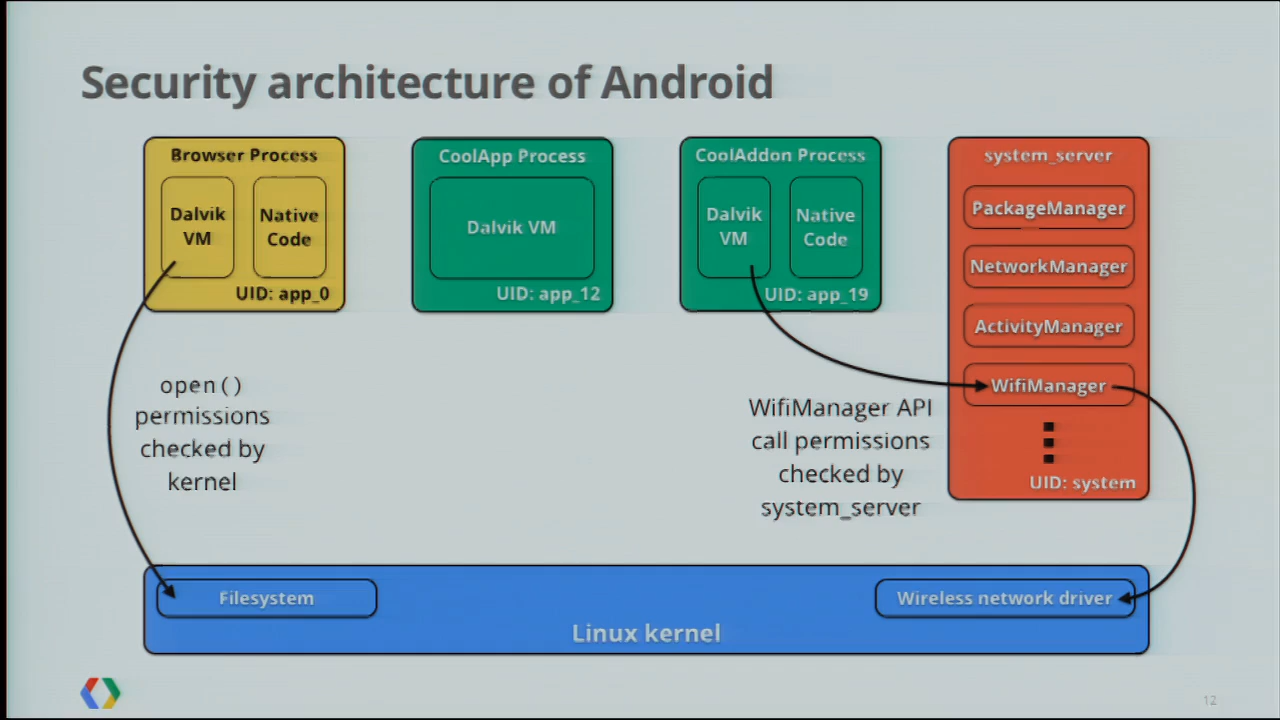 Security architecture of Android
Browser Process
Dalvik
VM
Native
Code
UID: app_0
CoolApp Process
Dalvik VM
UID: app_12
CoolAddon Process
Dalvik
VM
Native
Code
UID: app_19
system_server
PackageManager
NetworkManager
ActivityManager
WifiManager
UID: system
open()
permissions
checked by
kernel
WifiManager API
call permissions
checked by
system_server
Filesystem
Wireless network driver
Linux kernel
12